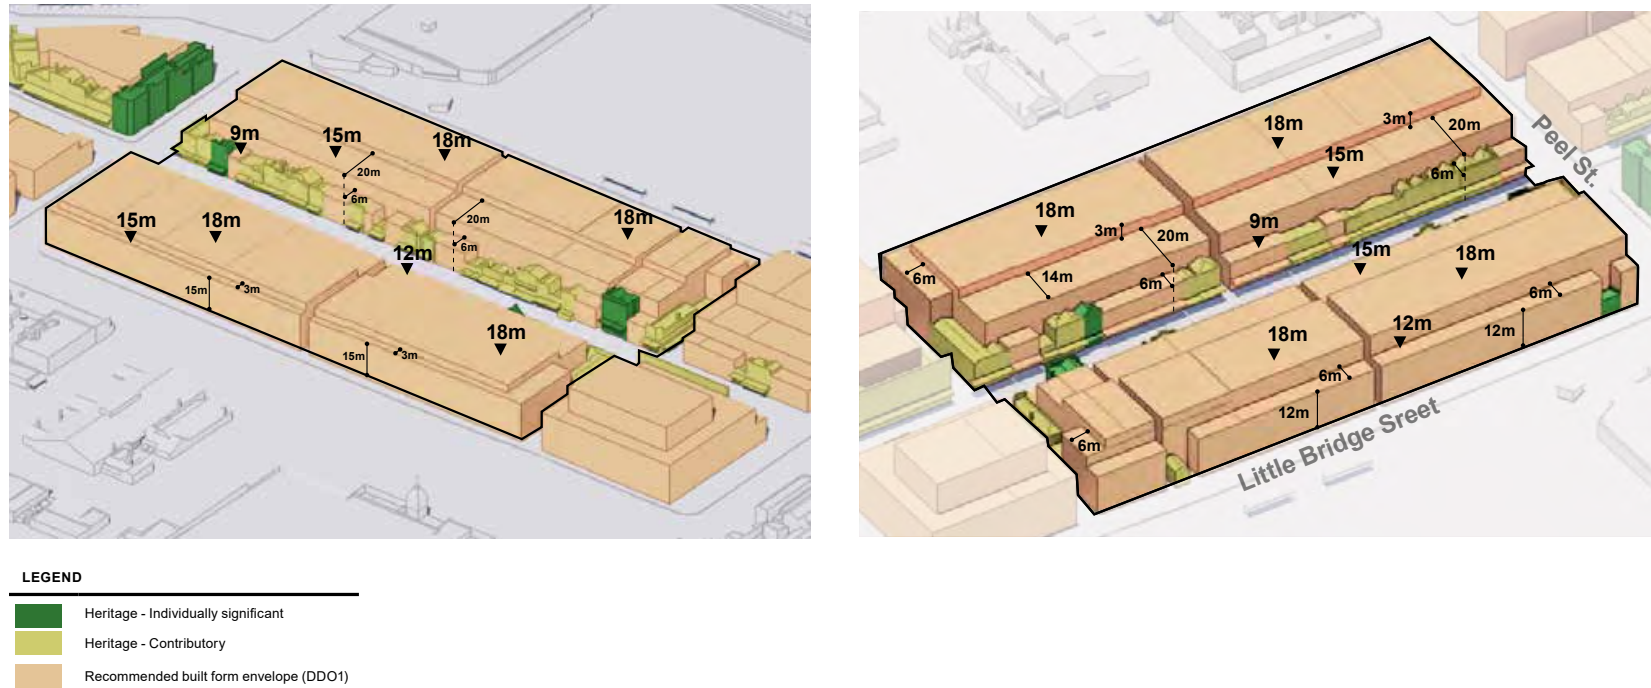 9m
15m
18m
20m
6m
20m
15m
18m
6m
18m
12m
15m
3m
18m
15m
3m
18m
3m
20m
Peel St.
15m
6m
18m
3m
20m
9m
6m
14m
6m
15m
18m
6m
12m
18m
12m
6m
12m
6m
Little Bridge Sreet
LEGEND
Heritage - Individually significant
Heritage - Contributory
Recommended built form envelope (DDO1)